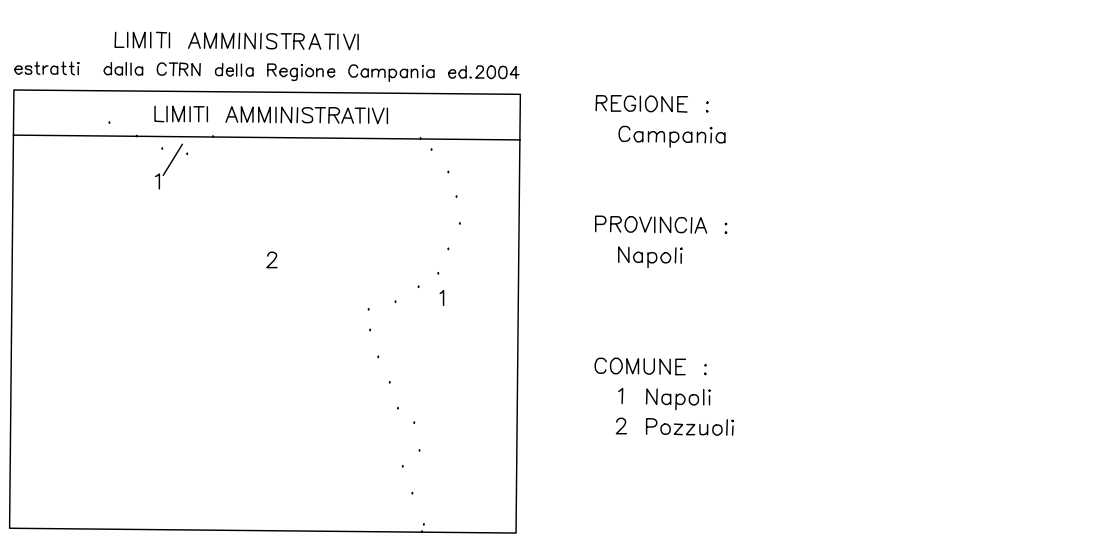 LIMITI AMMINISTRATIVI
estratti dalla CTRN della Regione Campania ed.2004
LIMITI AMMINISTRATIVI
1
2
1
REGIONE :
Campania
PROVINCIA :
Napoli
COMUNE :
1 Napoli
2 Pozzuoli